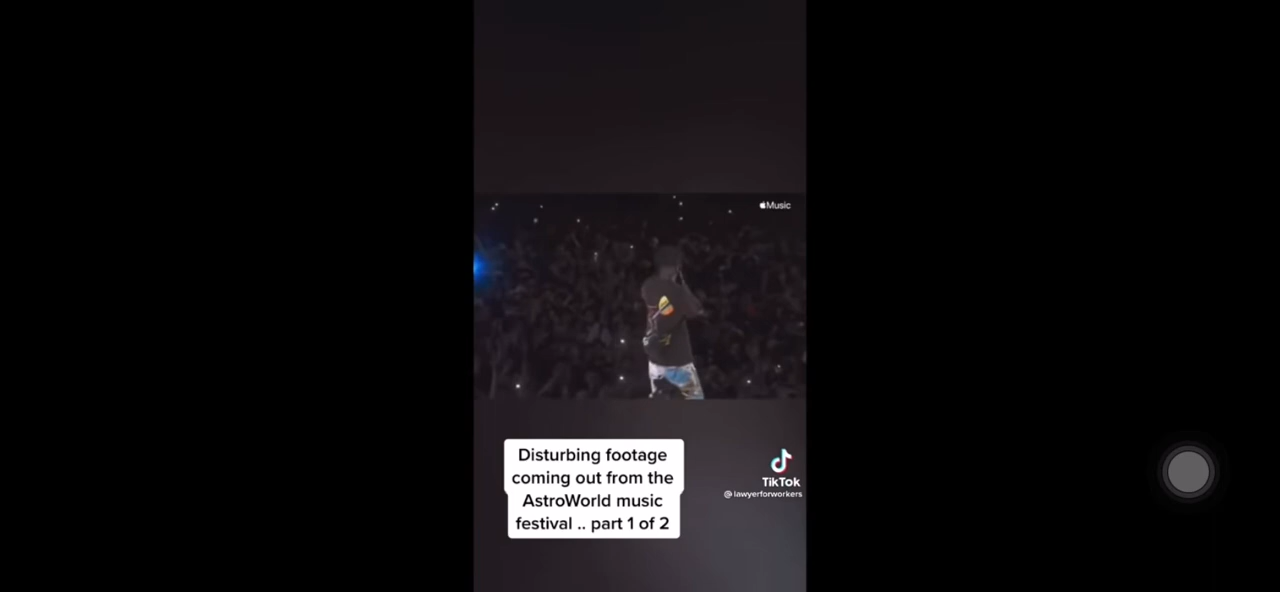 Music
Disturbing footage
coming out from the
AstroWorld music
festival .. part 1 of 2
TikTok
@lawyerforworkers